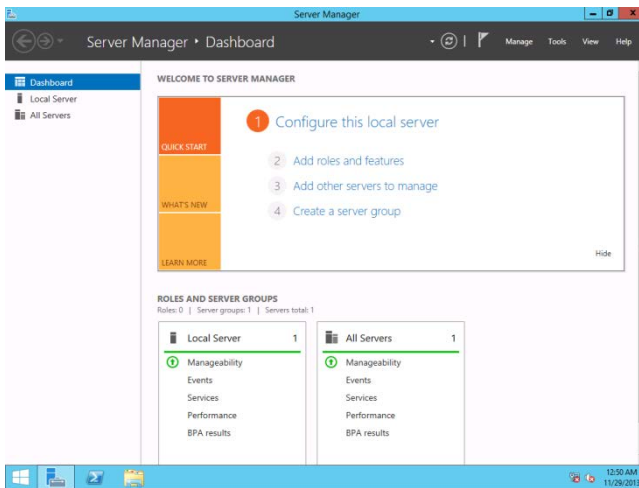 Server Manager
Server Manager • Dashboard
Manage Tools View Help
Dashboard
Local Server
All Servers
WELCOME TO SERVER MANAGER
QUICK START
WHAT'S NEW
LEARN MORE
1 Configure this local server
2 Add roles and features
3 Add other servers to manage
4 Create a server group
Hide
ROLES AND SERVER GROUPS
Roles: 0 | Server groups: 1 | Servers total: 1
Local Server 1
Manageability
Events
Services
Performance
BPA results
All Servers 1
Manageability
Events
Services
Performance
BPA results
12:50 AM
11/29/2013